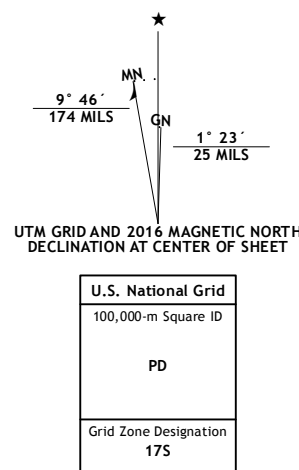 ★
MN
9° 46´
174 MILS
GN
1° 23´
25 MILS
UTM GRID AND 2016 MAGNETIC NORTH
DECLINATION AT CENTER OF SHEET
U.S. National Grid
100,000-m Square ID
PD
Grid Zone Designation
17S